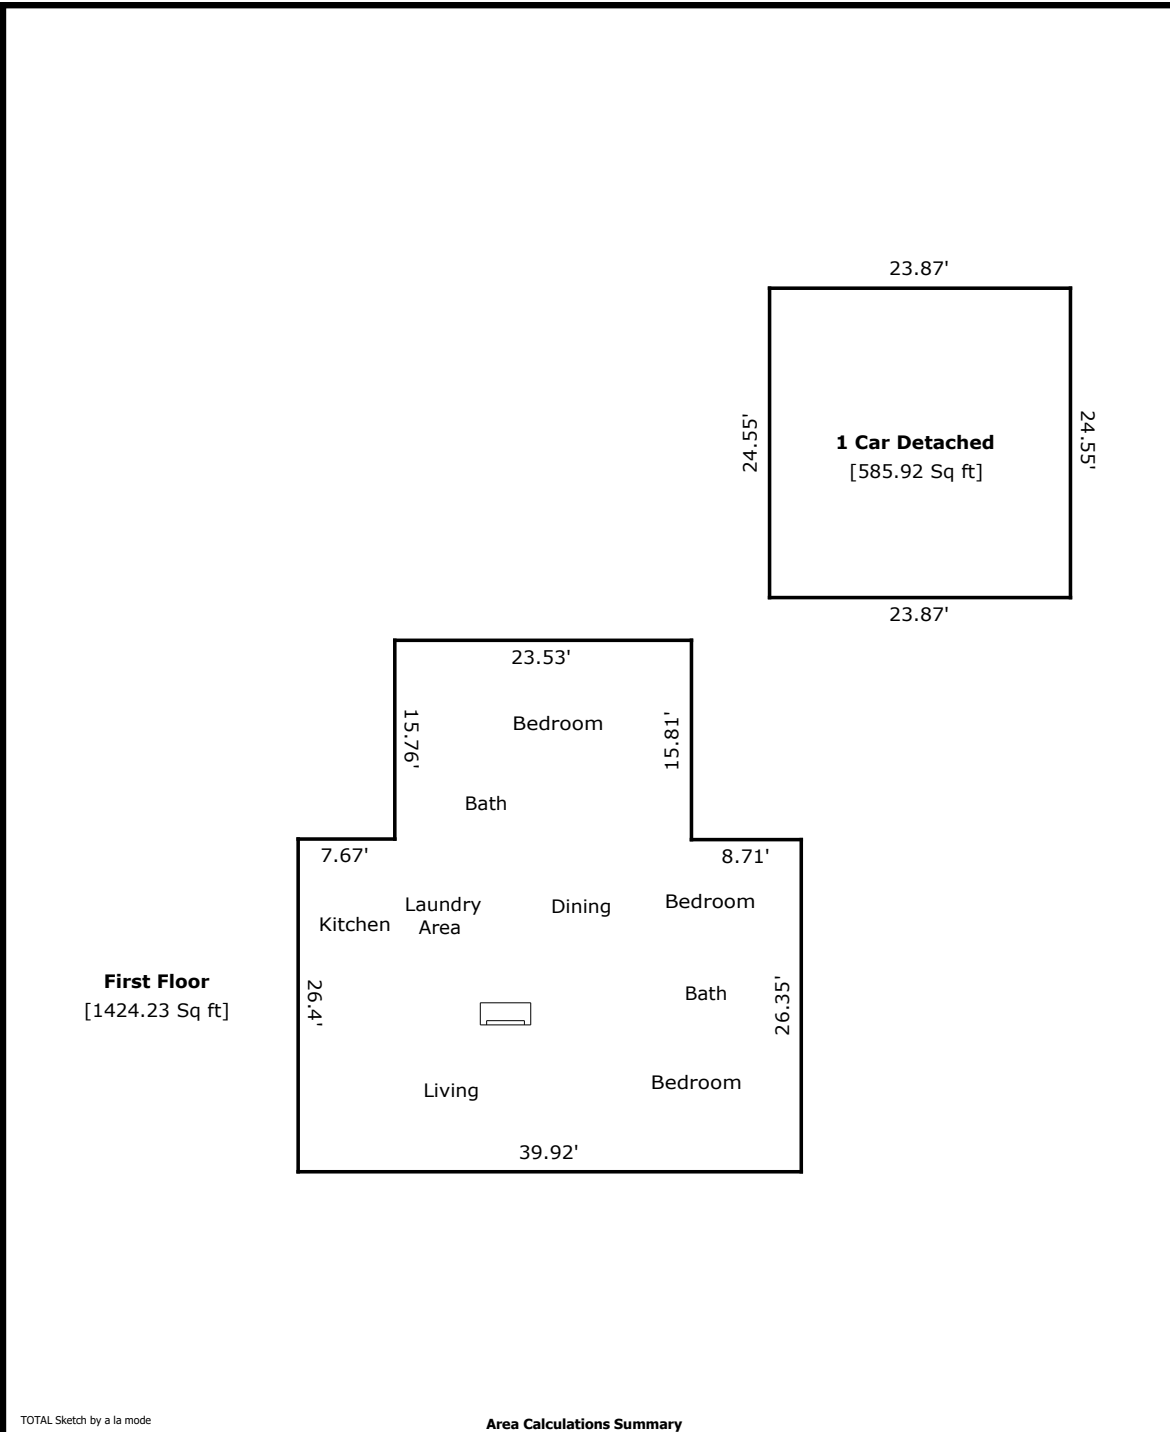 23.87'
24.55'
1 Car Detached
[585.92 Sq ft]
24.55'
23.87'
23.53'
15.76'
Bedroom
15.81'
Bath
7.67'
8.71'
Kitchen
Laundry
Area
Dining
Bedroom
First Floor
[1424.23 Sq ft]
26.4'
Bath
26.35'
Living
Bedroom
39.92'
TOTAL Sketch by a la mode
Area Calculations Summary